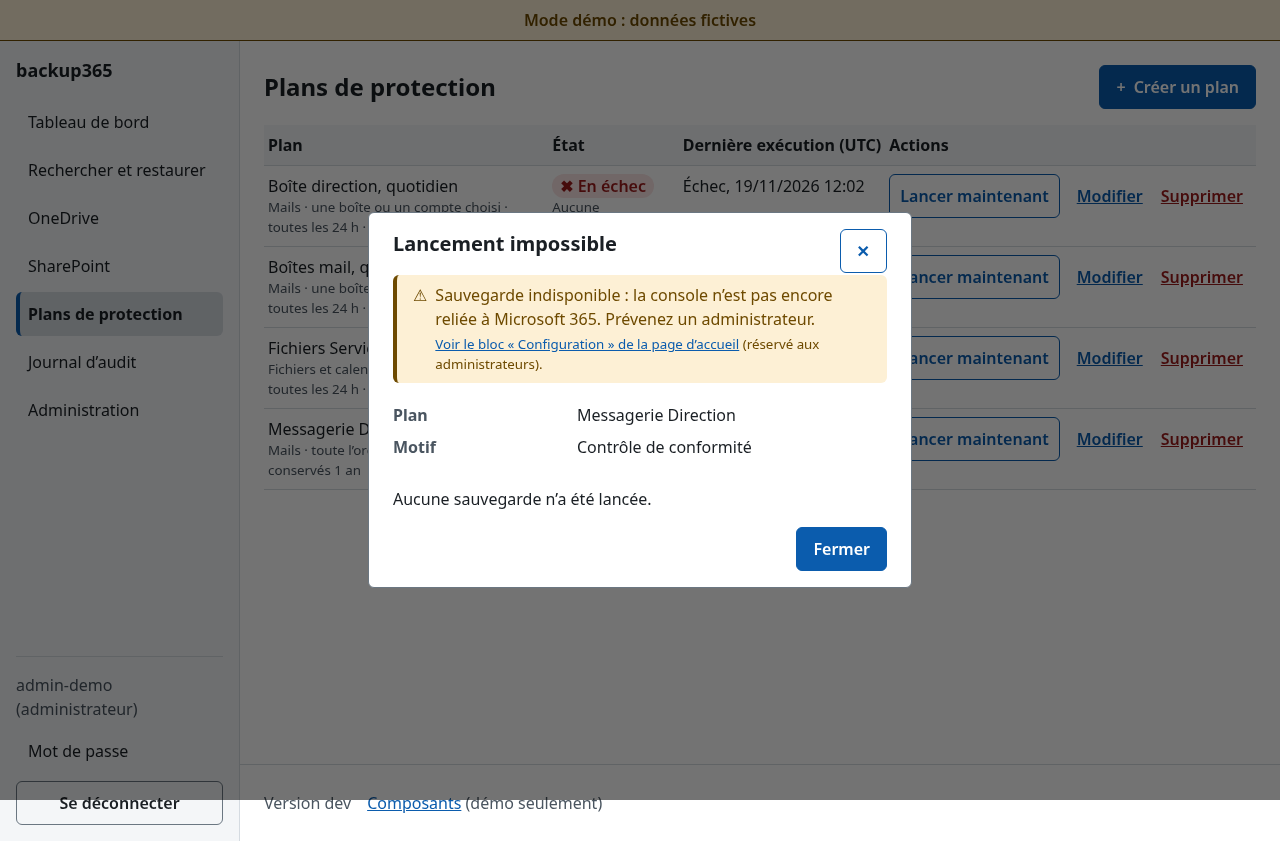 Mode démo : données fictives
backup365
Tableau de bord
Rechercher et restaurer
OneDrive
SharePoint
Plans de protection
Journal d’audit
Administration
admin-demo
(administrateur)
Mot de passe
Se déconnecter
Plans de protection
+ Créer un plan
Plan État Dernière exécution (UTC) Actions
Boîte direction, quotidien ✖ En échec Échec, 19/11/2026 12:02 Lancer maintenant Modifier Supprimer
Mails · une boîte ou un compte choisi · Aucune
toutes les 24 h ·
Boîtes mail, maintenant Modifier Supprimer
Mails · une
toutes les 24 h ·
Fichiers maintenant Modifier Supprimer
Fichiers et
toutes les 24 h ·
Messagerie maintenant Modifier Supprimer
Mails · toute
conservés 1 an
Lancement impossible
×
⚠ Sauvegarde indisponible : la console n’est pas encore
reliée à Microsoft 365. Prévenez un administrateur.
Voir le bloc « Configuration » de la page d’accueil (réservé aux
administrateurs).
Plan Messagerie Direction
Motif Contrôle de conformité
Aucune sauvegarde n’a été lancée.
Fermer
Version dev Composants (démo seulement)